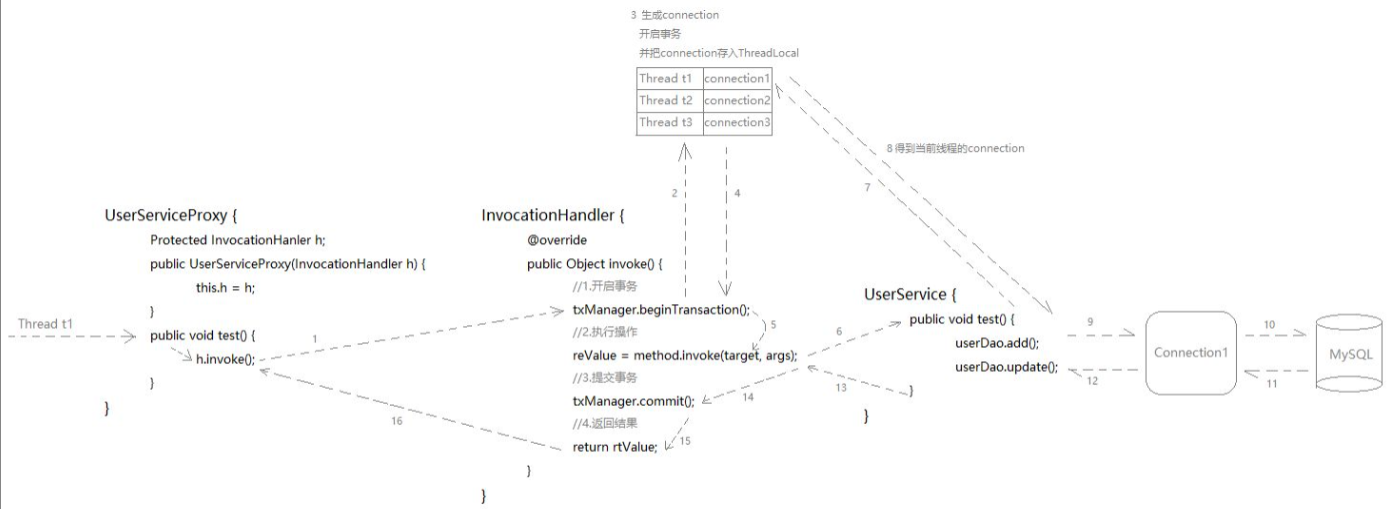 3 生成connection
开启事务
并把connection存入ThreadLocal
Thread t1 connection1
Thread t2 connection2
Thread t3 connection3
8 得到当前线程的connection
2
4
7
UserServiceProxy {
Protected InvocationHanler h;
public UserServiceProxy(InvocationHandler h) {
this.h = h;
}
public void test() {
h.invoke();
}
}
Thread t1
1
16
InvocationHandler {
@override
public Object invoke() {
//1.开启事务
txManager.beginTransaction();
//2.执行操作
reValue = method.invoke(target, args);
//3.提交事务
txManager.commit();
//4.返回结果
return rtValue;
}
}
5
6
13
14
15
UserService {
public void test() {
userDao.add();
userDao.update();
}
}
9
12
Connection1
10
11
MySQL